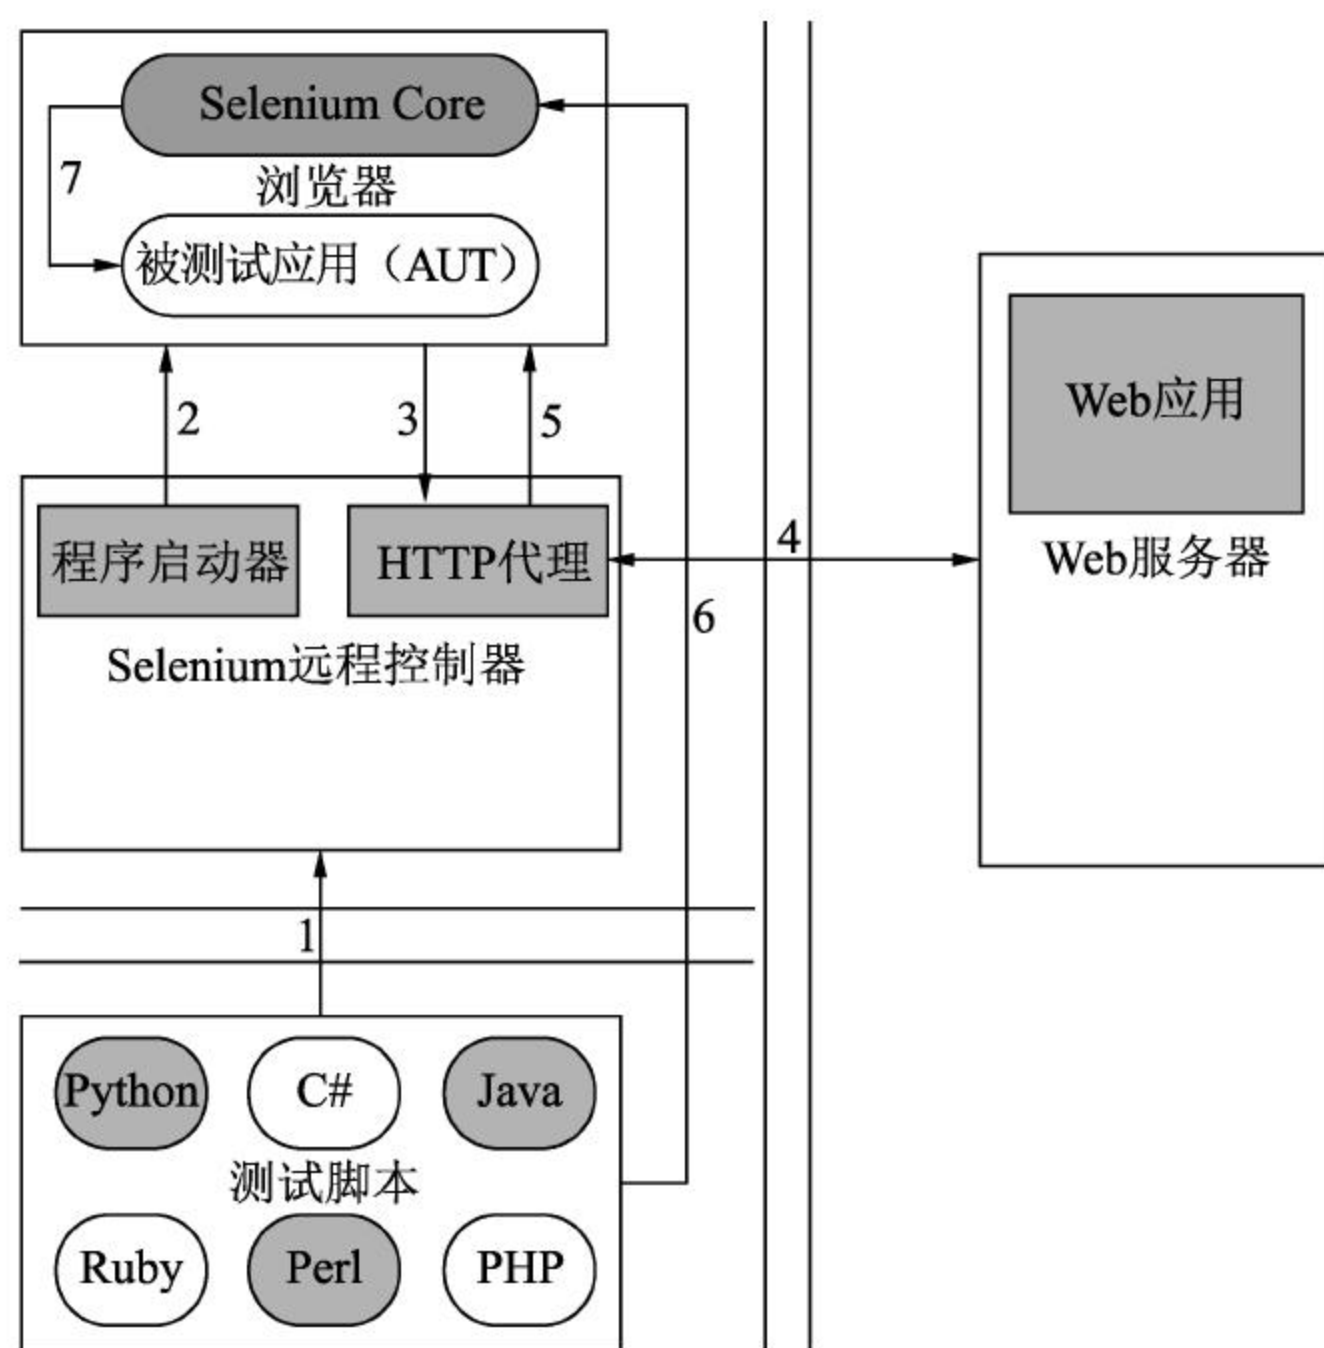 Selenium Core
7
浏览器
被测试应用（AUT）
2
3
5
Web应用
程序启动器
HTTP代理
4
Web服务器
6
Selenium远程控制器
1
Python
C#
Java
测试脚本
Ruby
Perl
PHP